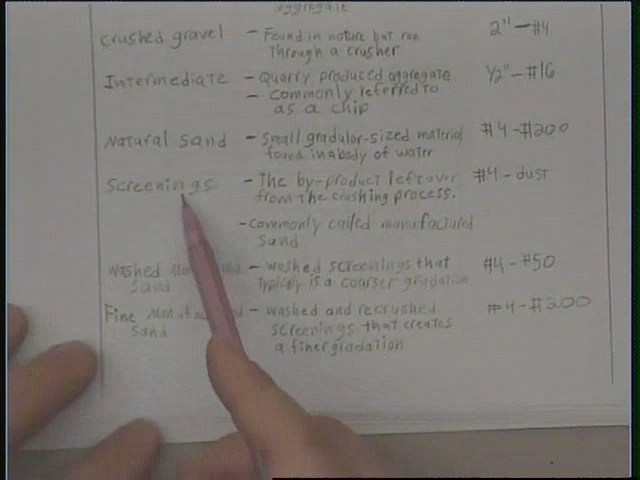 aggregate
crushed gravel - Found in nature but run 2" - #4
through a crusher
Intermediate - Quarry produced aggregate 1/2" - #16
- commonly referred to
as a chip
Natural Sand - Small gradular-sized material #4 - #200
found in a body of water
Screenings - The by-product leftover #4 - dust
from the crushing process.
- commonly called manufactured
sand
Washed Sand - washed screenings that #4 - #50
typically is a coarser gradation
Fine - washed and recrushed #4 - #200
Sand screenings that creates
a finer gradation